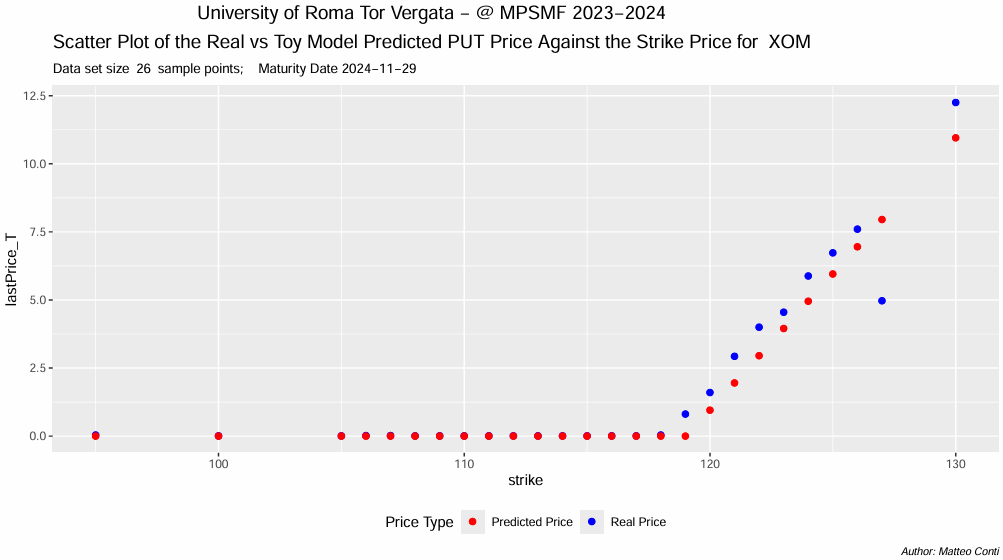 University of Roma Tor Vergata – @ MPSMF 2023–2024
Scatter Plot of the Real vs Toy Model Predicted PUT Price Against the Strike Price for XOM
Data set size 26 sample points; Maturity Date 2024–11–29
12.5
10.0
7.5
5.0
2.5
0.0
lastPrice_T
100
110
120
130
strike
Price Type
Predicted Price
Real Price
Author: Matteo Conti